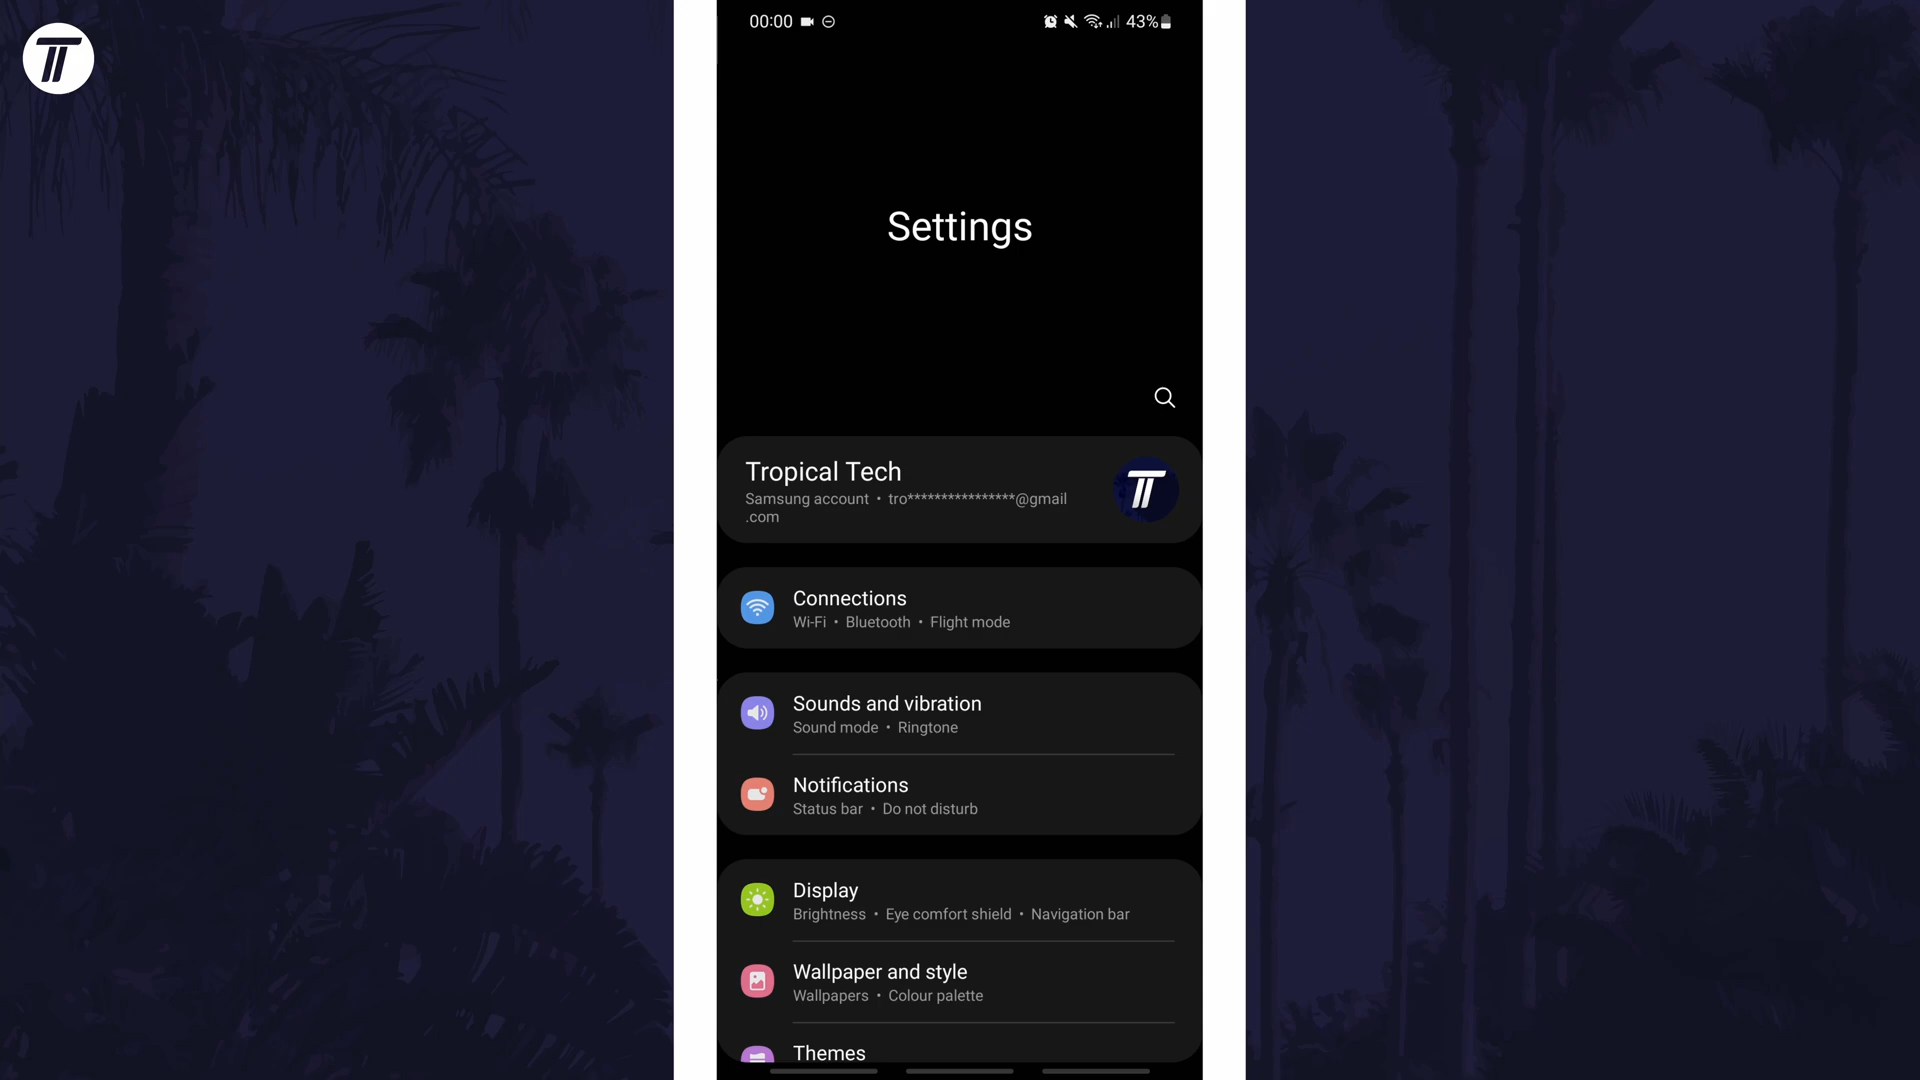 00:00 43%
Settings
Tropical Tech
Samsung account • tro****************@gmail
.com
Connections
Wi-Fi • Bluetooth • Flight mode
Sounds and vibration
Sound mode • Ringtone
Notifications
Status bar • Do not disturb
Display
Brightness • Eye comfort shield • Navigation bar
Wallpaper and style
Wallpapers • Colour palette
Themes